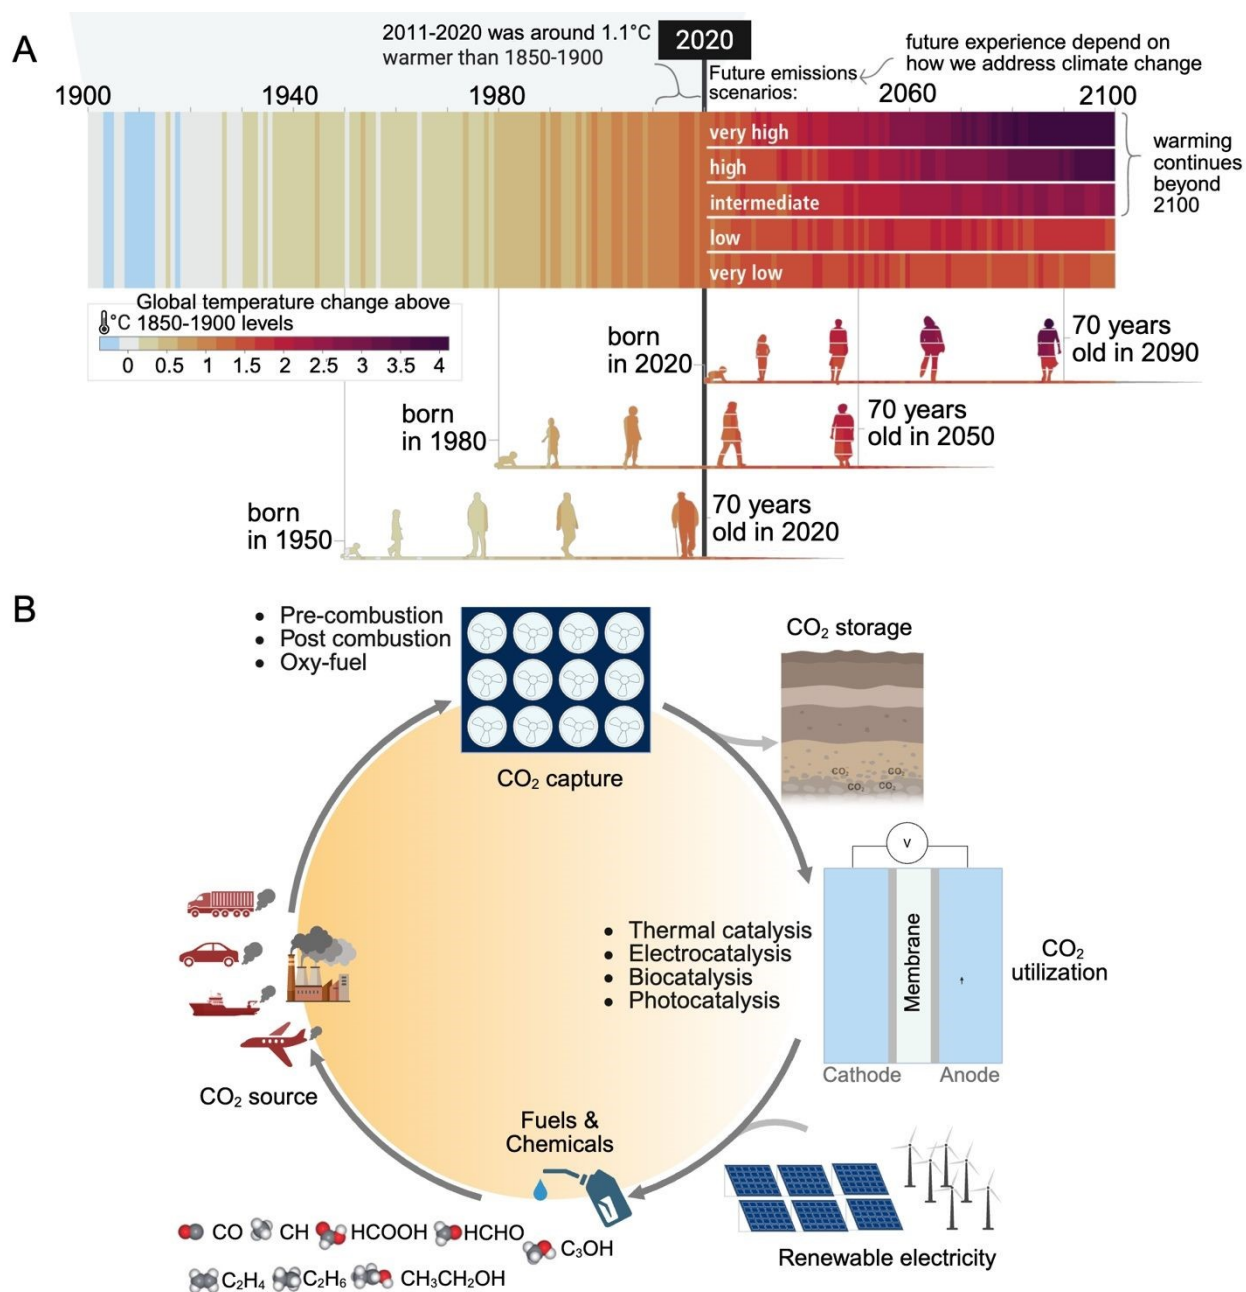 A
2011-2020 was around 1.1°C
warmer than 1850-1900
2020
future experience depend on
how we address climate change
Future emissions
scenarios:
1900
1940
1980
2060
2100
very high
high
intermediate
low
very low
warming
continues
beyond
2100
Global temperature change above
°C 1850-1900 levels
0 0.5 1 1.5 2 2.5 3 3.5 4
born
in 2020
70 years
old in 2090
born
in 1980
70 years
old in 2050
born
in 1950
70 years
old in 2020
B
• Pre-combustion
• Post combustion
• Oxy-fuel
CO₂ capture
CO₂ storage
CO₂
CO₂
CO₂
CO₂
V
Membrane
Cathode
Anode
CO₂
utilization
• Thermal catalysis
• Electrocatalysis
• Biocatalysis
• Photocatalysis
CO₂ source
Fuels &
Chemicals
Renewable electricity
CO CH HCOOH HCHO C₃OH
C₂H₄ C₂H₆ CH3CH₂OH